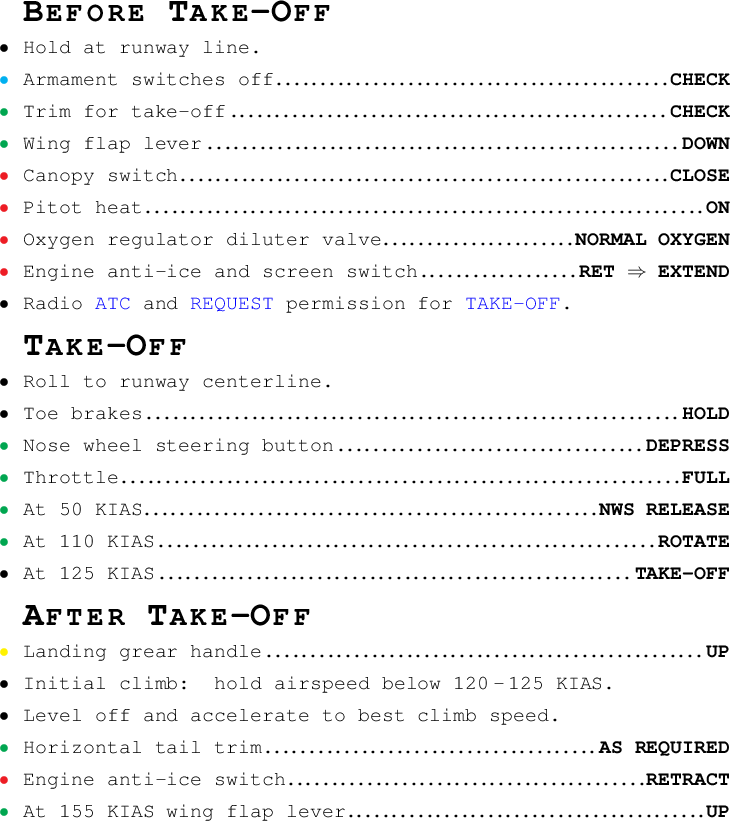 BEFORE TAKE-OFF
• Hold at runway line.
• Armament switches off...CHECK
• Trim for take-off...CHECK
• Wing flap lever...DOWN
• Canopy switch...CLOSE
• Pitot heat...ON
• Oxygen regulator diluter valve...NORMAL OXYGEN
• Engine anti-ice and screen switch...RET ⇒ EXTEND
• Radio ATC and REQUEST permission for TAKE-OFF.
TAKE-OFF
• Roll to runway centerline.
• Toe brakes...HOLD
• Nose wheel steering button...DEPRESS
• Throttle...FULL
• At 50 KIAS...NWS RELEASE
• At 110 KIAS...ROTATE
• At 125 KIAS...TAKE-OFF
AFTER TAKE-OFF
• Landing grear handle...UP
• Initial climb: hold airspeed below 120-125 KIAS.
• Level off and accelerate to best climb speed.
• Horizontal tail trim...AS REQUIRED
• Engine anti-ice switch...RETRACT
• At 155 KIAS wing flap lever...UP